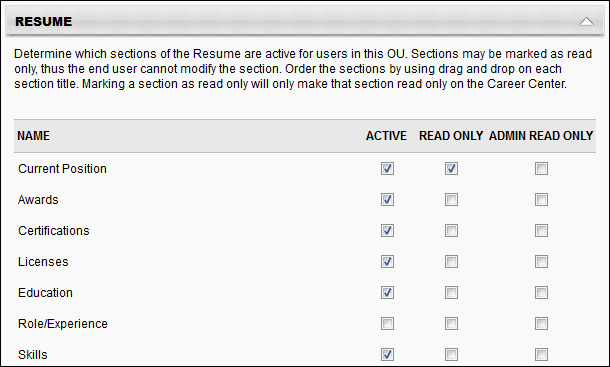 RESUME
Determine which sections of the Resume are active for users in this OU. Sections may be marked as read
only, thus the end user cannot modify the section. Order the sections by using drag and drop on each
section title. Marking a section as read only will only make that section read only on the Career Center.
NAME ACTIVE READ ONLY ADMIN READ ONLY
Current Position
Awards
Certifications
Licenses
Education
Role/Experience
Skills